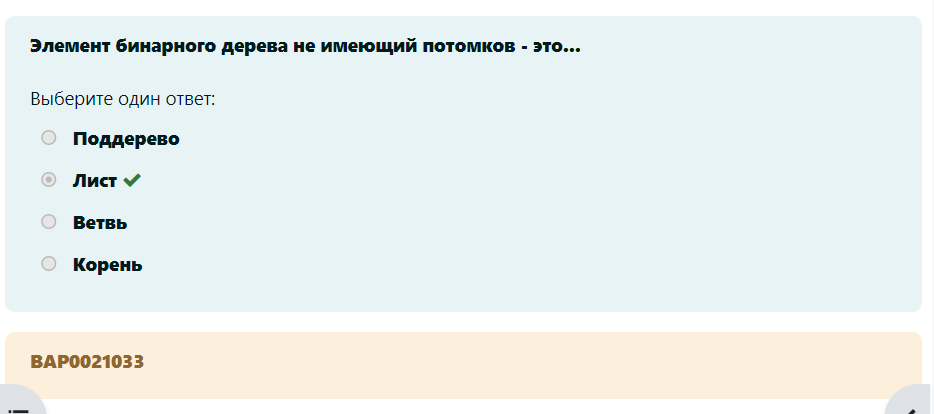 Элемент бинарного дерева не имеющий потомков - это...
Выберите один ответ:
Поддерево
Лист
Ветвь
Корень
BAP0021033